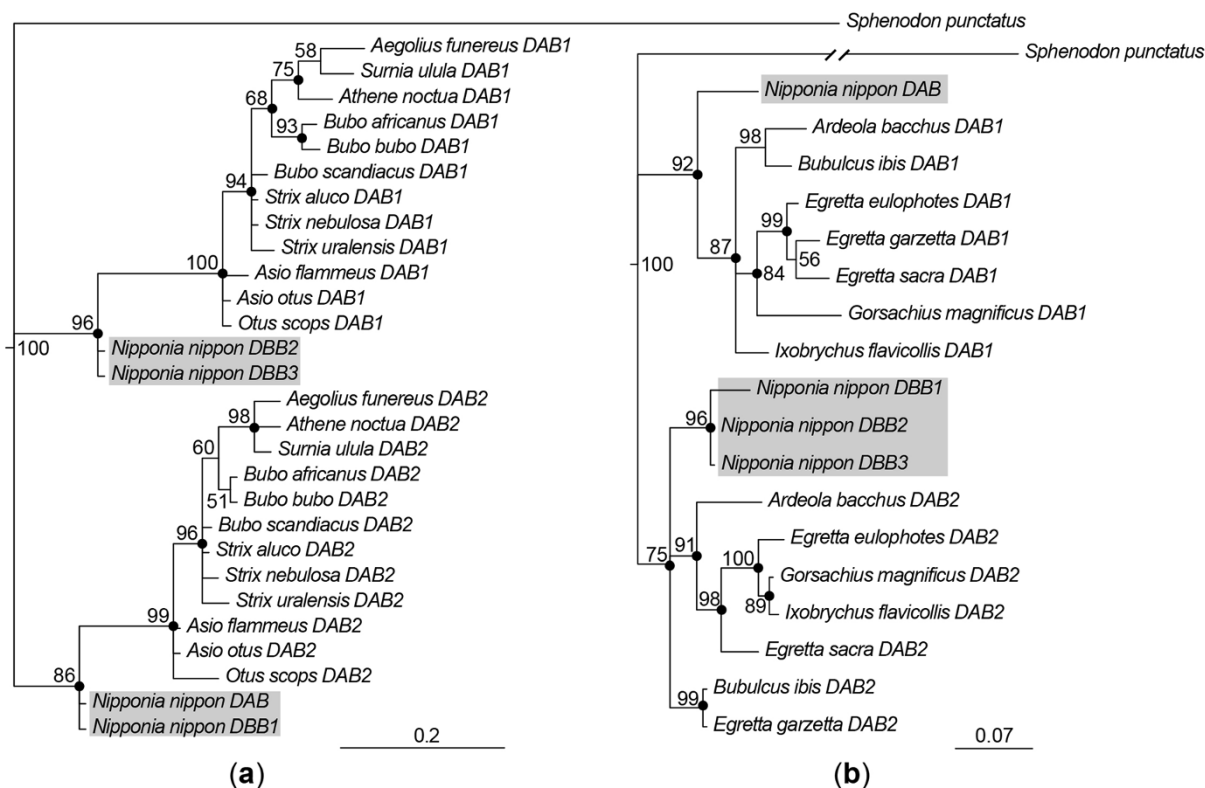 Sphenodon punctatus
58 Aegolius funereus DAB1
75 Surnia ulula DAB1
68 Athene noctua DAB1
93 Bubo africanus DAB1
Bubo bubo DAB1
94 Bubo scandiacus DAB1
Strix aluco DAB1
Strix nebulosa DAB1
Strix uralensis DAB1
100 Asio flammeus DAB1
Asio otus DAB1
Otus scops DAB1
96
100
Nipponia nippon DBB2
Nipponia nippon DBB3
Aegolius funereus DAB2
98 Athene noctua DAB2
60 Surnia ulula DAB2
Bubo africanus DAB2
51 Bubo bubo DAB2
96 Bubo scandiacus DAB2
Strix aluco DAB2
Strix nebulosa DAB2
Strix uralensis DAB2
99 Asio flammeus DAB2
Asio otus DAB2
86 Otus scops DAB2
Nipponia nippon DAB
Nipponia nippon DBB1
0.2
(a)
Sphenodon punctatus
Nipponia nippon DAB
98 Ardeola bacchus DAB1
92 Bubulcus ibis DAB1
Egretta eulophotes DAB1
99 Egretta garzetta DAB1
87 56
84 Egretta sacra DAB1
100
Gorsachius magnificus DAB1
Ixobrychus flavicollis DAB1
Nipponia nippon DBB1
96 Nipponia nippon DBB2
Nipponia nippon DBB3
Ardeola bacchus DAB2
91 Egretta eulophotes DAB2
75 100 Gorsachius magnificus DAB2
98 89 Ixobrychus flavicollis DAB2
Egretta sacra DAB2
99 Bubulcus ibis DAB2
Egretta garzetta DAB2
0.07
(b)